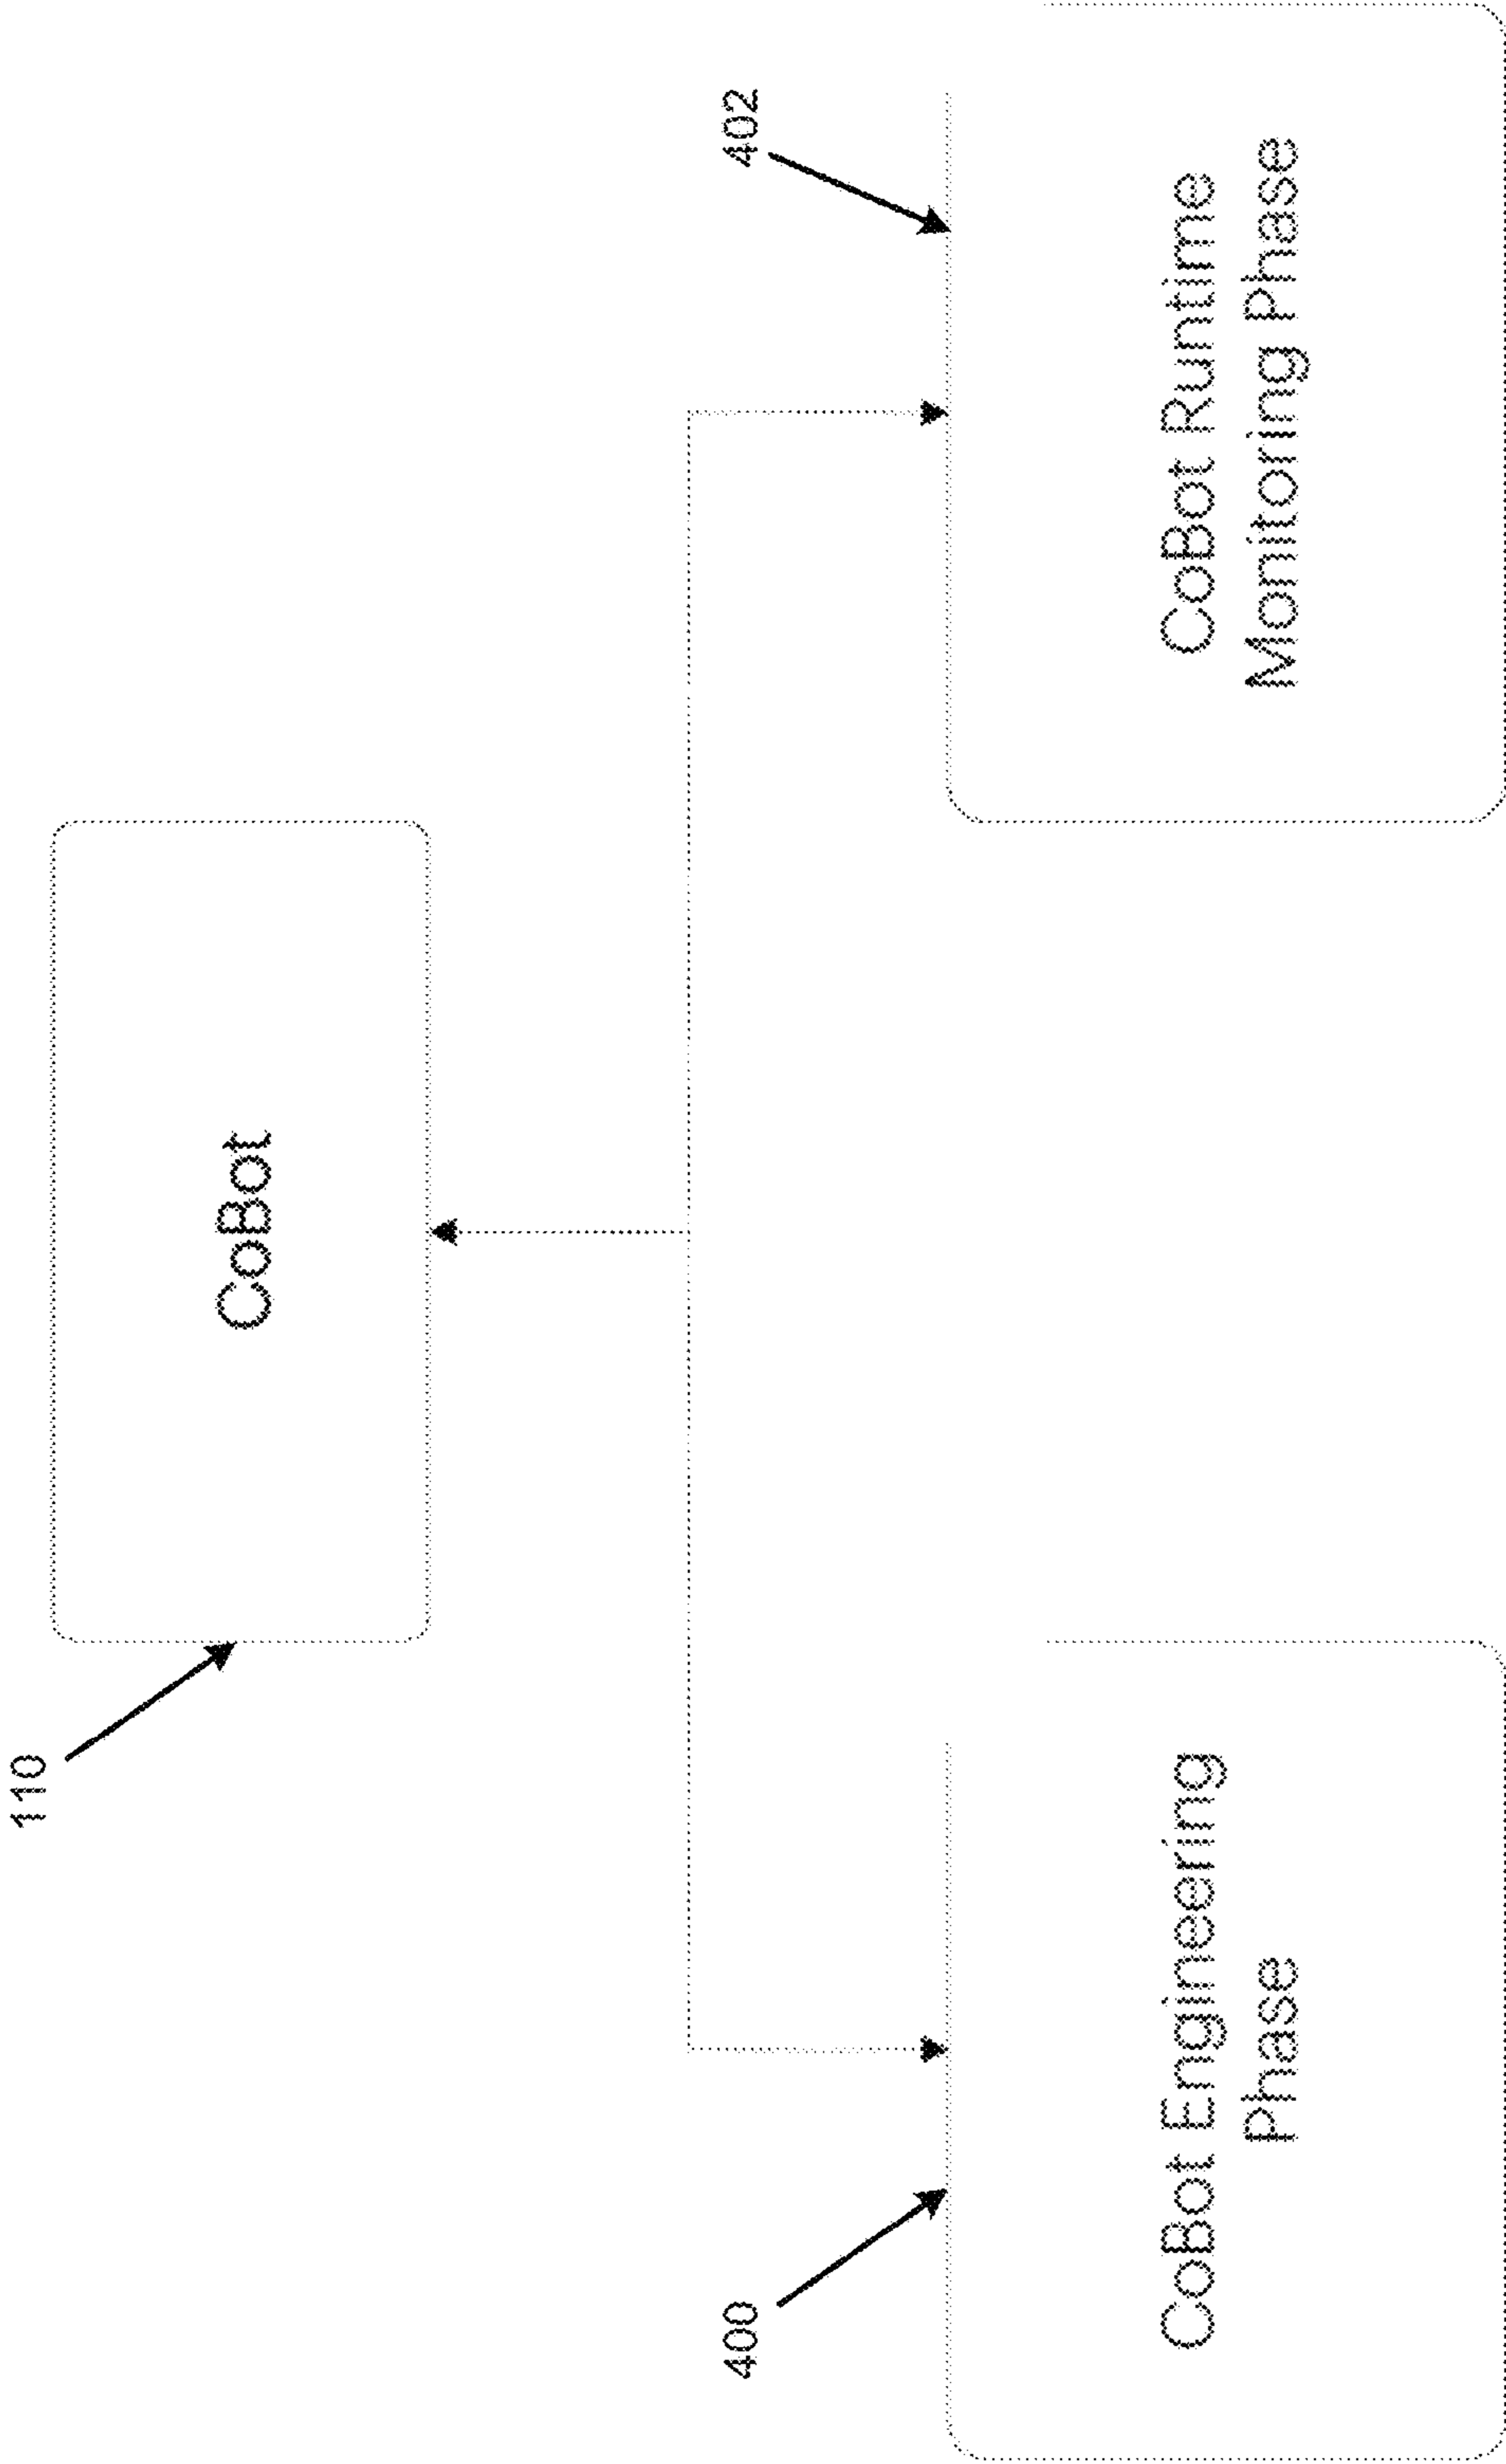 110
CoBot
400
402
CoBot Engineering
Phase
CoBot Runtime
Monitoring Phase